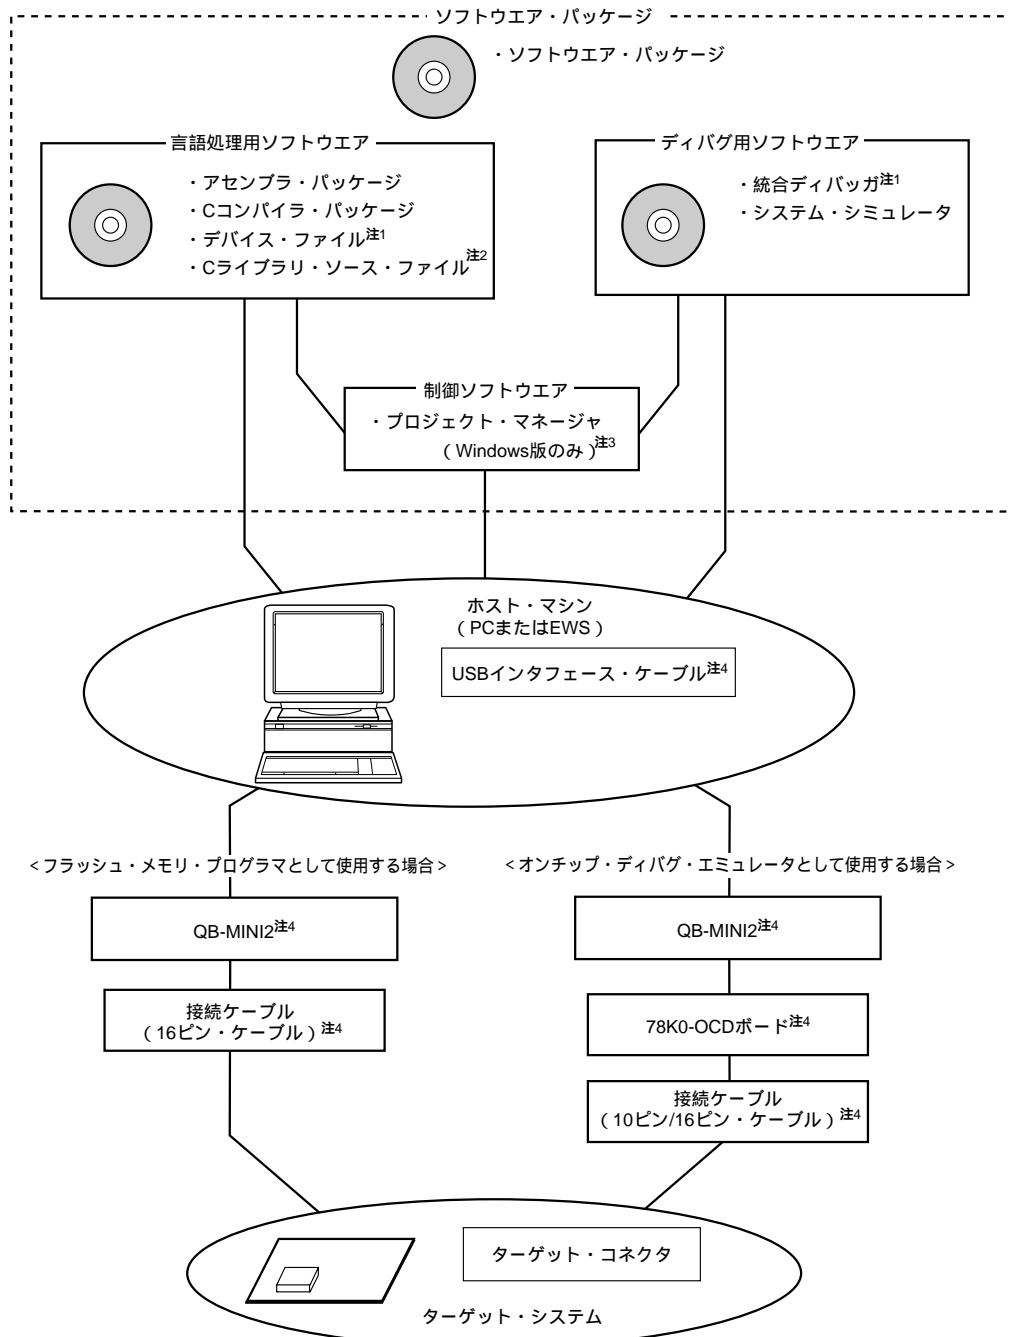 ソフトウエア・パッケージ
・ソフトウエア・パッケージ
言語処理用ソフトウエア
・アセンブラ・パッケージ
・Cコンパイラ・パッケージ
・デバイス・ファイル注1
・Cライブラリ・ソース・ファイル注2
ディバグ用ソフトウエア
・統合ディバッガ注1
・システム・シミュレータ
制御ソフトウエア
・プロジェクト・マネージャ
(Windows版のみ)注3
ホスト・マシン
(PCまたはEWS)
USBインタフェース・ケーブル注4
<フラッシュ・メモリ・プログラマとして使用する場合>
QB-MINI2注4
接続ケーブル
(16ピン・ケーブル)注4
<オンチップ・ディバグ・エミュレータとして使用する場合>
QB-MINI2注4
78K0-OCDボード注4
接続ケーブル
(10ピン/16ピン・ケーブル)注4
ターゲット・コネクタ
ターゲット・システム